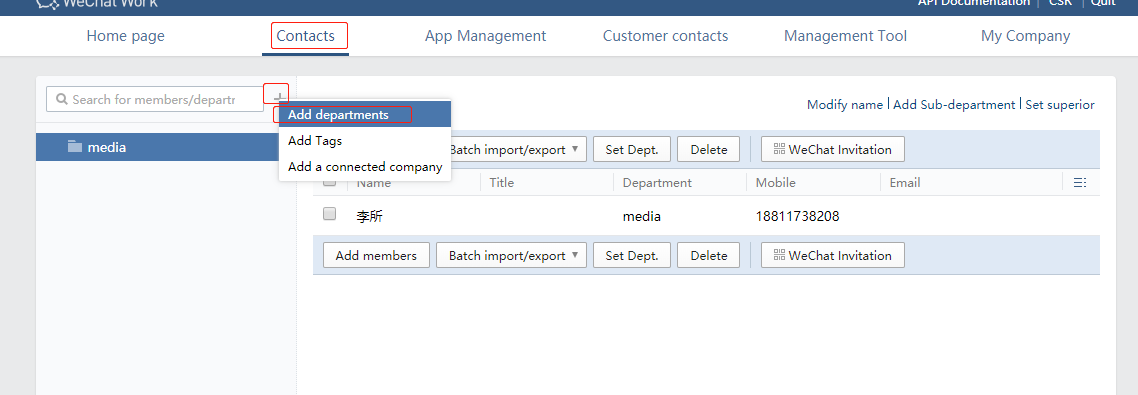 WeChat Work
API Documentation | CSR | Quit
Home page Contacts App Management Customer contacts Management Tool My Company
Search for members/departr
Modify name | Add Sub-department | Set superior
Add departments
Add Tags
Add a connected company
media
Batch import/export ▼ Set Dept. Delete WeChat Invitation
Name Title Department Mobile Email
李所 media 18811738208
Add members Batch import/export ▼ Set Dept. Delete WeChat Invitation